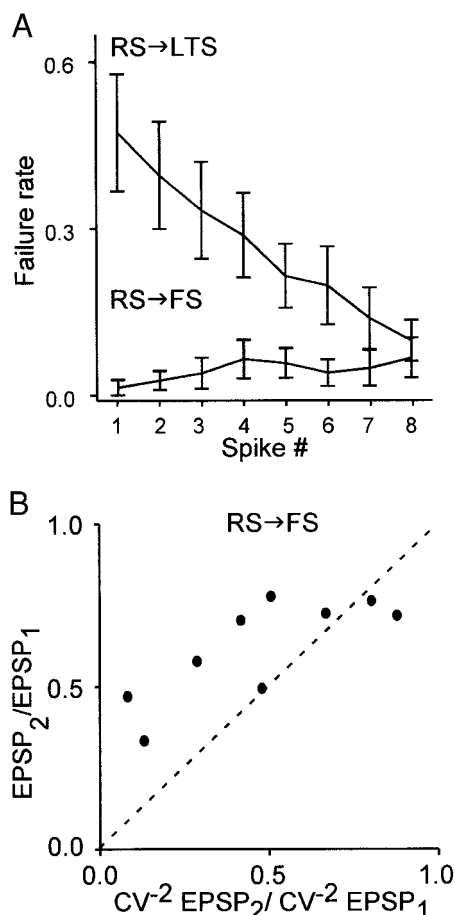 A
RS→LTS
0.6
Failure rate
0.3
RS→FS
0.0
1 2 3 4 5 6 7 8
Spike #
B
RS→FS
1.0
EPSP2/EPSP1
0.5
0.0
0.0 0.5 1.0
CV-2 EPSP2/ CV-2 EPSP1